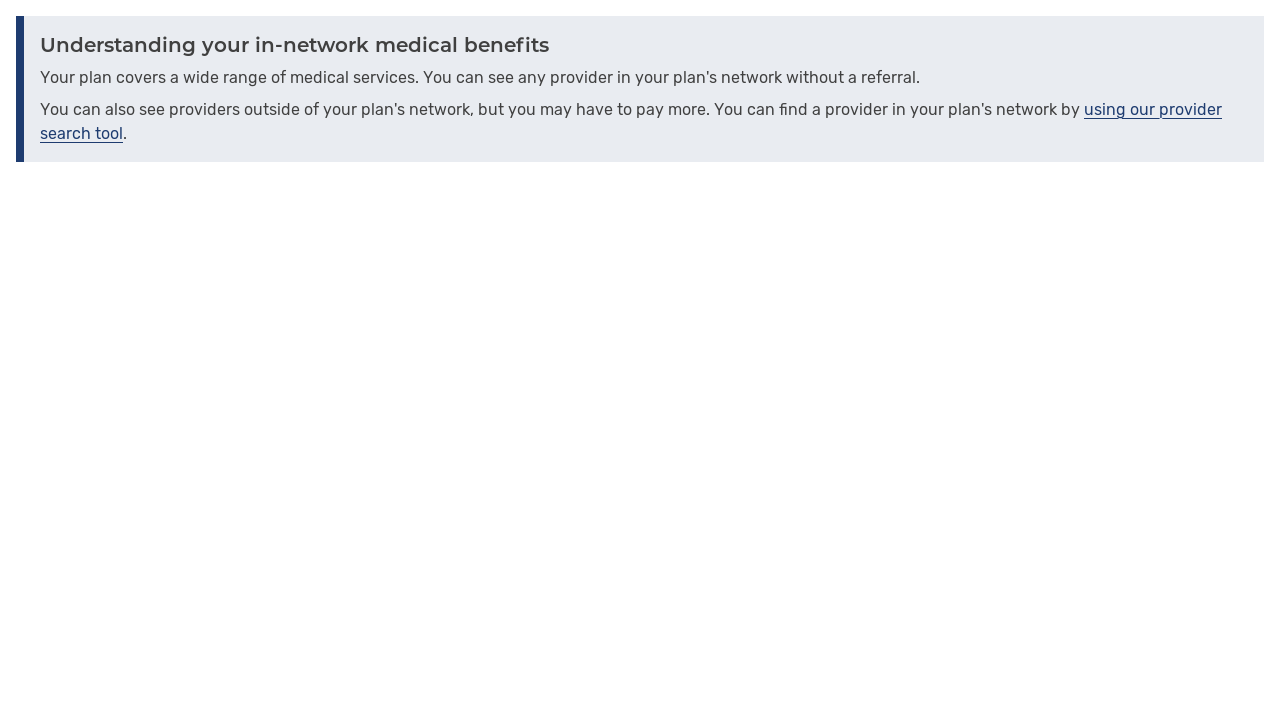 Understanding your in-network medical benefits
Your plan covers a wide range of medical services. You can see any provider in your plan's network without a referral.
You can also see providers outside of your plan's network, but you may have to pay more. You can find a provider in your plan's network by using our provider
search tool.